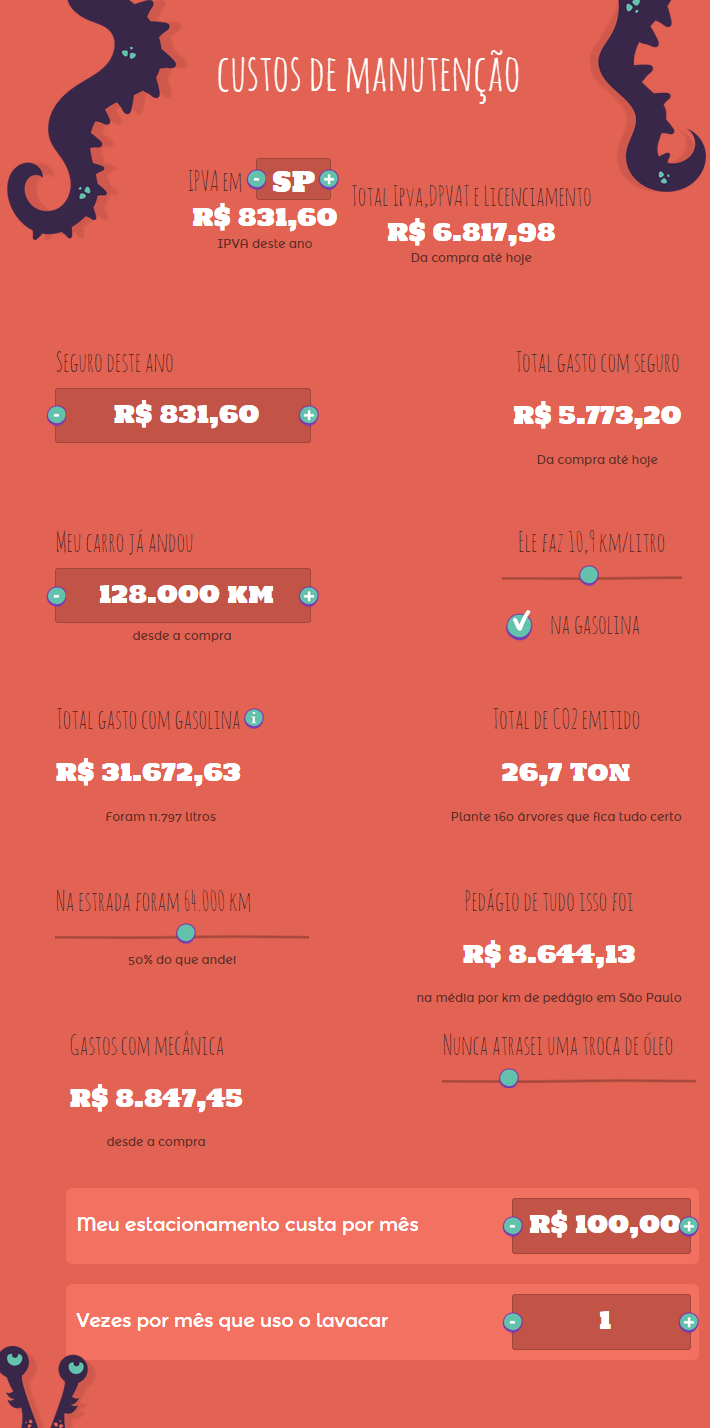 CUSTOS DE MANUTENÇÃO
IPVA EM - SP +
R$ 831,60
IPVA deste ano
TOTAL IPVA,DPVAT E LICENCIAMENTO
R$ 6.817,98
Da compra até hoje
SEGURO DESTE ANO
- R$ 831,60 +
TOTAL GASTO COM SEGURO
R$ 5.773,20
Da compra até hoje
MEU CARRO JÁ ANDOU
- 128.000 KM +
desde a compra
ELE FAZ 10,9 KM/LITRO
NA GASOLINA
TOTAL GASTO COM GASOLINA i
R$ 31.672,63
Foram 11.797 litros
TOTAL DE CO2 EMITIDO
26,7 TON
Plante 160 árvores que fica tudo certo
NA ESTRADA FORAM 64.000 KM
50% do que andei
PEDÁGIO DE TUDO ISSO FOI
R$ 8.644,13
na média por km de pedágio em São Paulo
GASTOS COM MECÂNICA
R$ 8.847,45
desde a compra
NUNCA ATRASEI UMA TROCA DE ÓLEO
Meu estacionamento custa por mês - R$ 100,00 +
Vezes por mês que uso o lavacar - 1 +